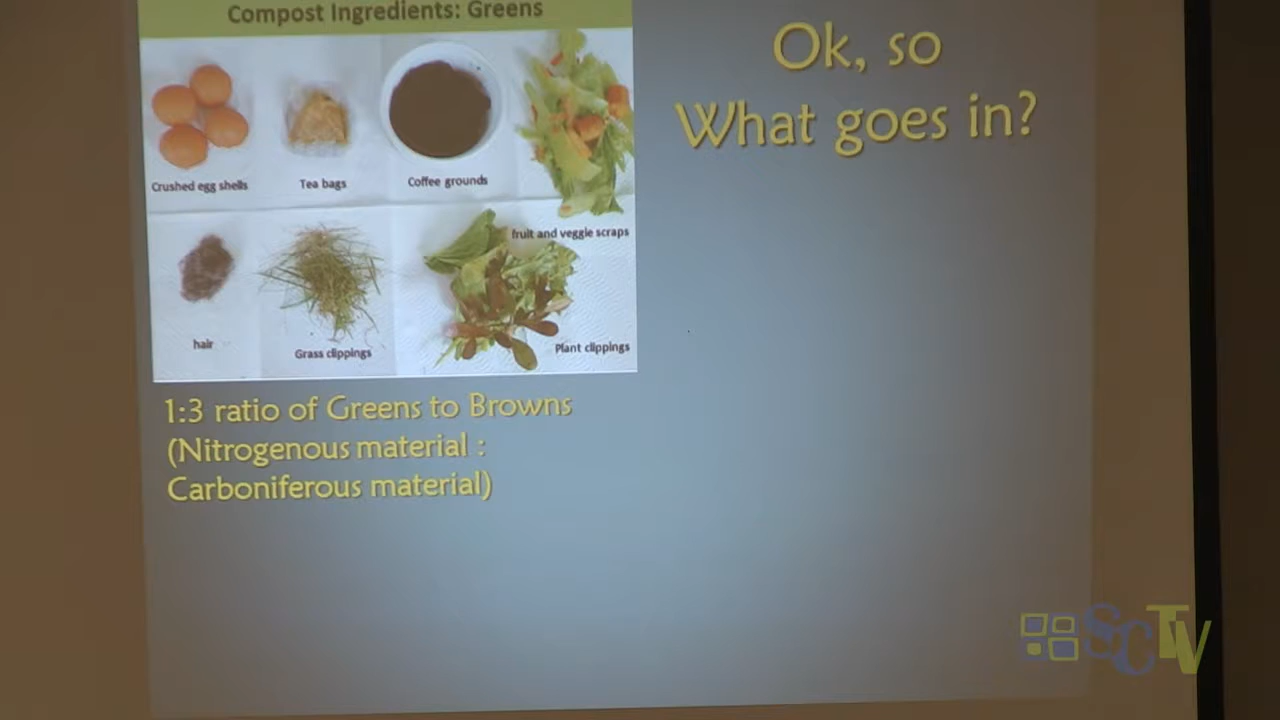 Compost Ingredients: Greens
Ok, so
What goes in?
Crushed egg shells
Tea bags
Coffee grounds
fruit and veggie scraps
hair
Grass clippings
Plant clippings
1:3 ratio of Greens to Browns
(Nitrogenous material :
Carboniferous material)
SCTV